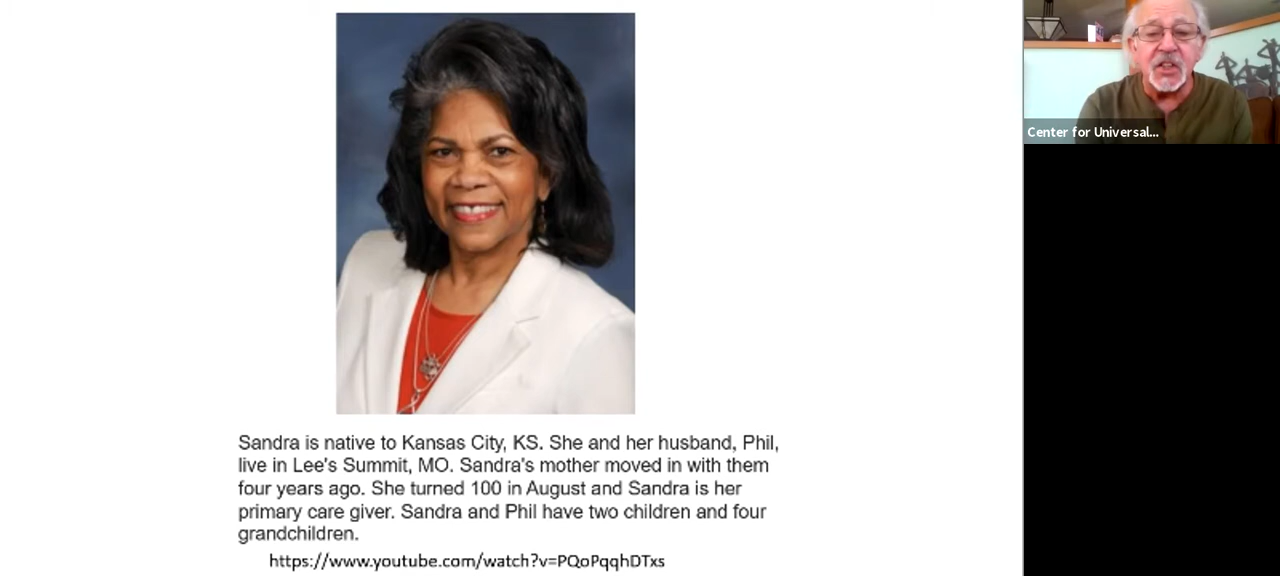 Sandra is native to Kansas City, KS. She and her husband, Phil,
live in Lee's Summit, MO. Sandra's mother moved in with them
four years ago. She turned 100 in August and Sandra is her
primary care giver. Sandra and Phil have two children and four
grandchildren.
https://www.youtube.com/watch?v=PQoPqqhDTxs
Center for Universal...